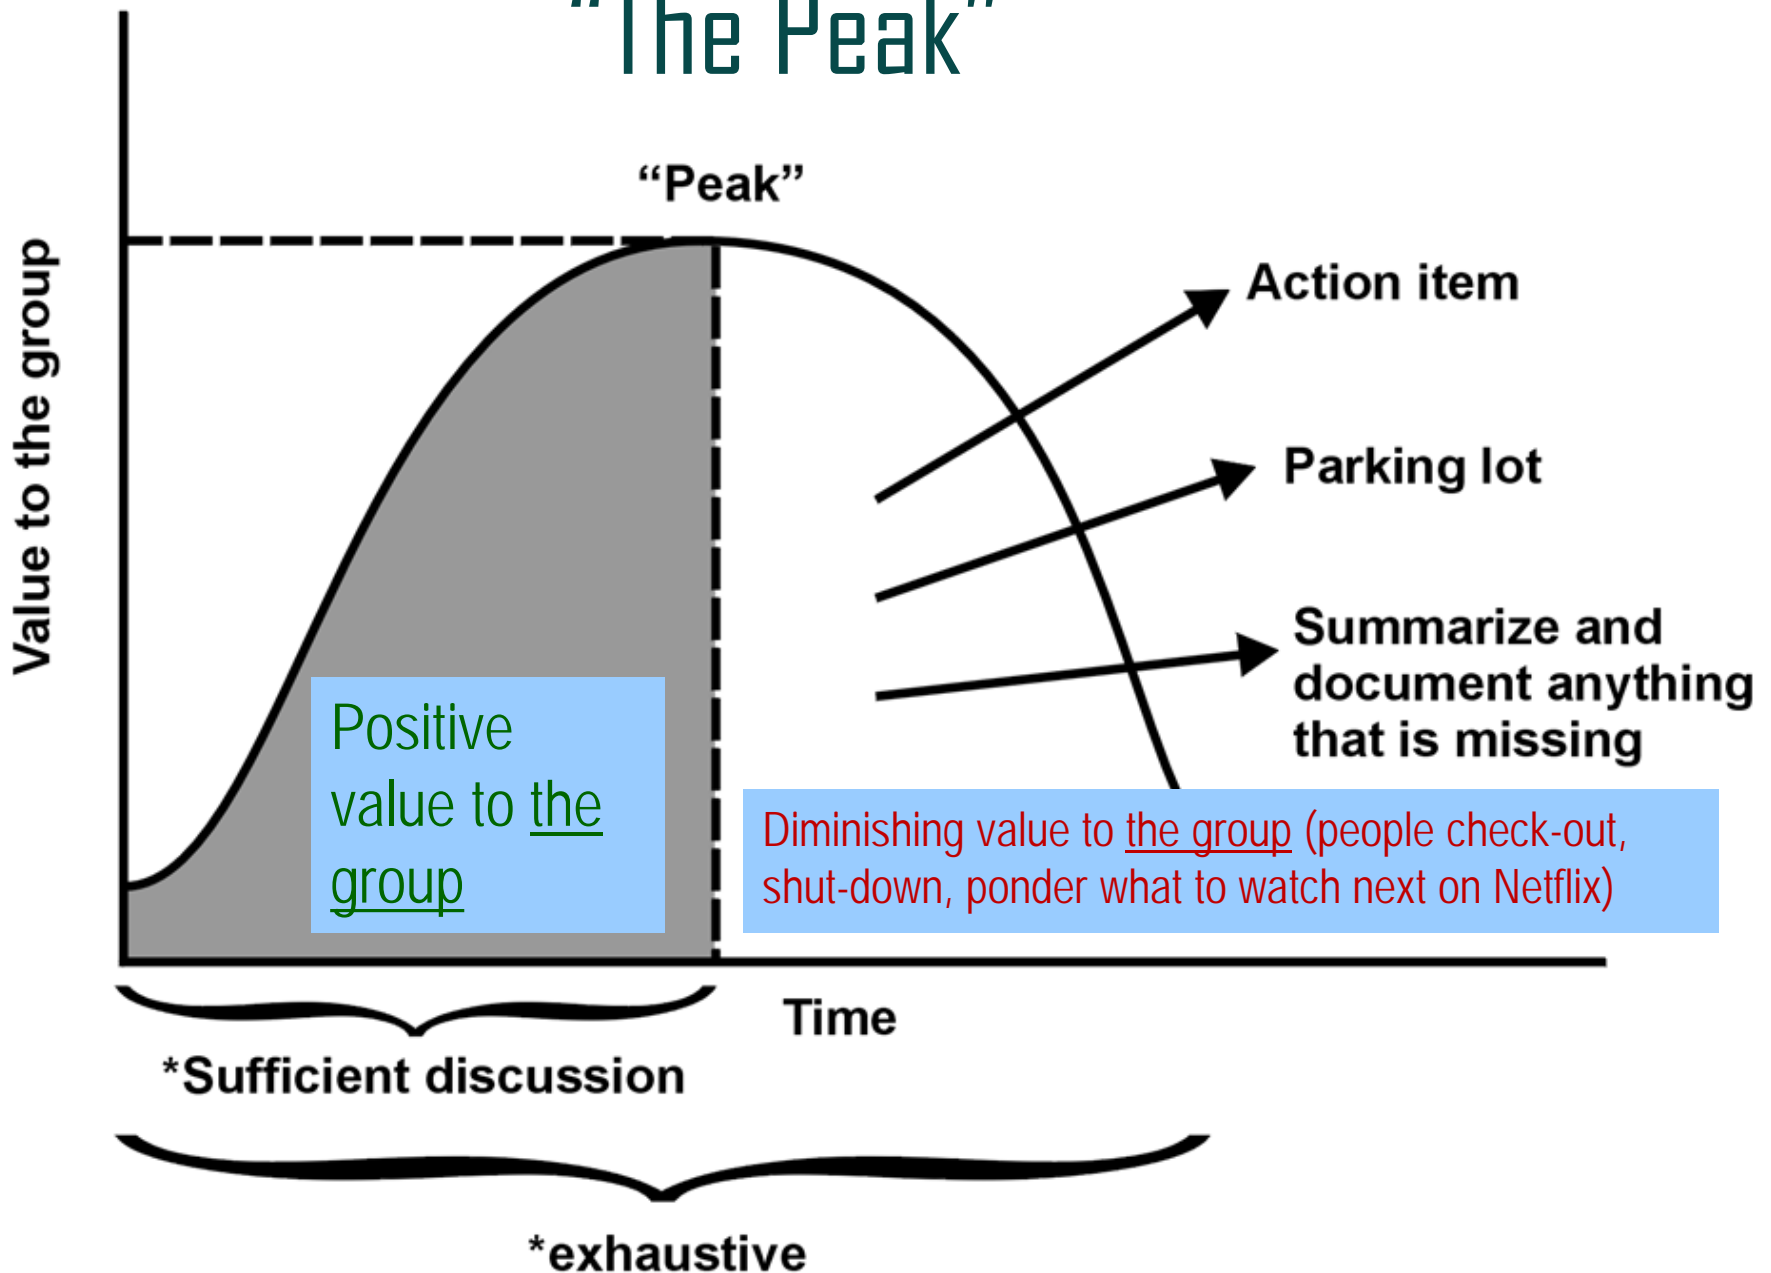 “The Peak”
“Peak”
Value to the group
Action item
Parking lot
Summarize and
document anything
that is missing
Positive
value to the
group
Diminishing value to the group (people check-out,
shut-down, ponder what to watch next on Netflix)
Time
*Sufficient discussion
*exhaustive